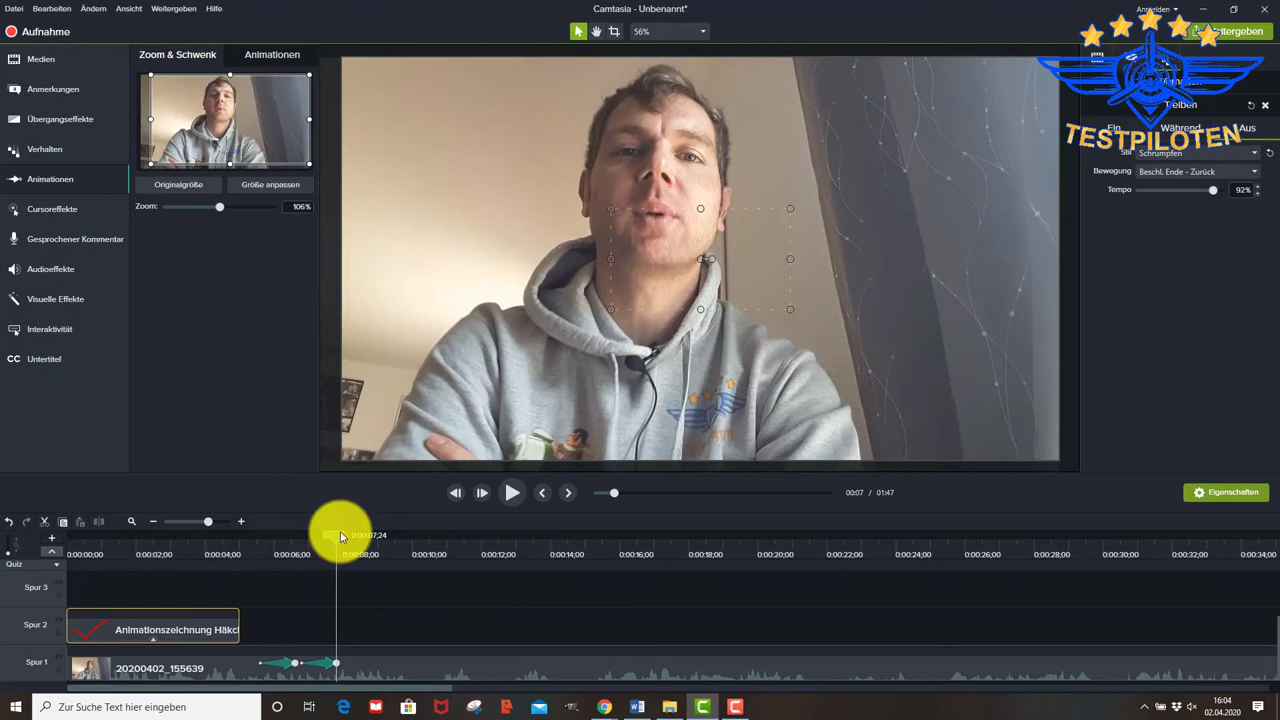 Datei Bearbeiten Ändern Ansicht Weitergeben Hilfe
Camtasia - Unbenannt*
Anmelden
Aufnahme
56%
Medien
Anmerkungen
Übergangseffekte
Verhalten
Animationen
Cursoreffekte
Gesprochener Kommentar
Audioeffekte
Visuelle Effekte
Interaktivität
CC Untertitel
Zoom & Schwenk Animationen
Originalgröße Größe anpassen
Zoom: 106%
TESTPILOTEN
Ein Während Aus
Stil Schrumpfen
Bewegung Beschl. Ende - Zurück
Tempo 92%
00:07 / 01:47
Eigenschaften
0:00:07;24
0:00:00;00 0:00:02;00 0:00:04;00 0:00:06;00 0:00:08;00 0:00:10;00 0:00:12;00 0:00:14;00 0:00:16;00 0:00:18;00 0:00:20;00 0:00:22;00 0:00:24;00 0:00:26;00 0:00:28;00 0:00:30;00 0:00:32;00 0:00:34;00
Quiz
Spur 3
Spur 2
Animationszeichnung Häkc
Spur 1
20200402_155639
Zur Suche Text hier eingeben
16:04
02.04.2020